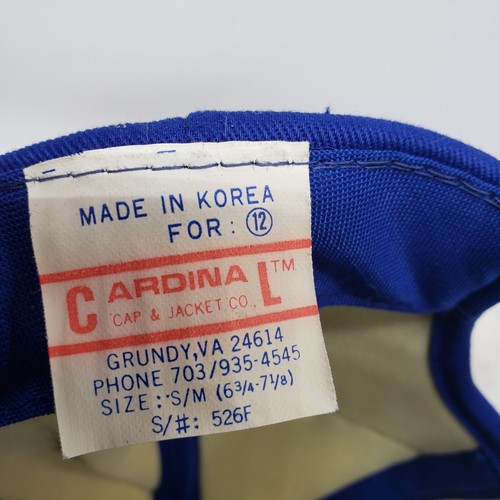 MADE IN KOREA
FOR: ⑫
CARDINAL™
CAP & JACKET CO.,
GRUNDY, VA 24614
PHONE 703/935-4545
SIZE: S/M (6 3/4-7 1/8)
S/#: 526F